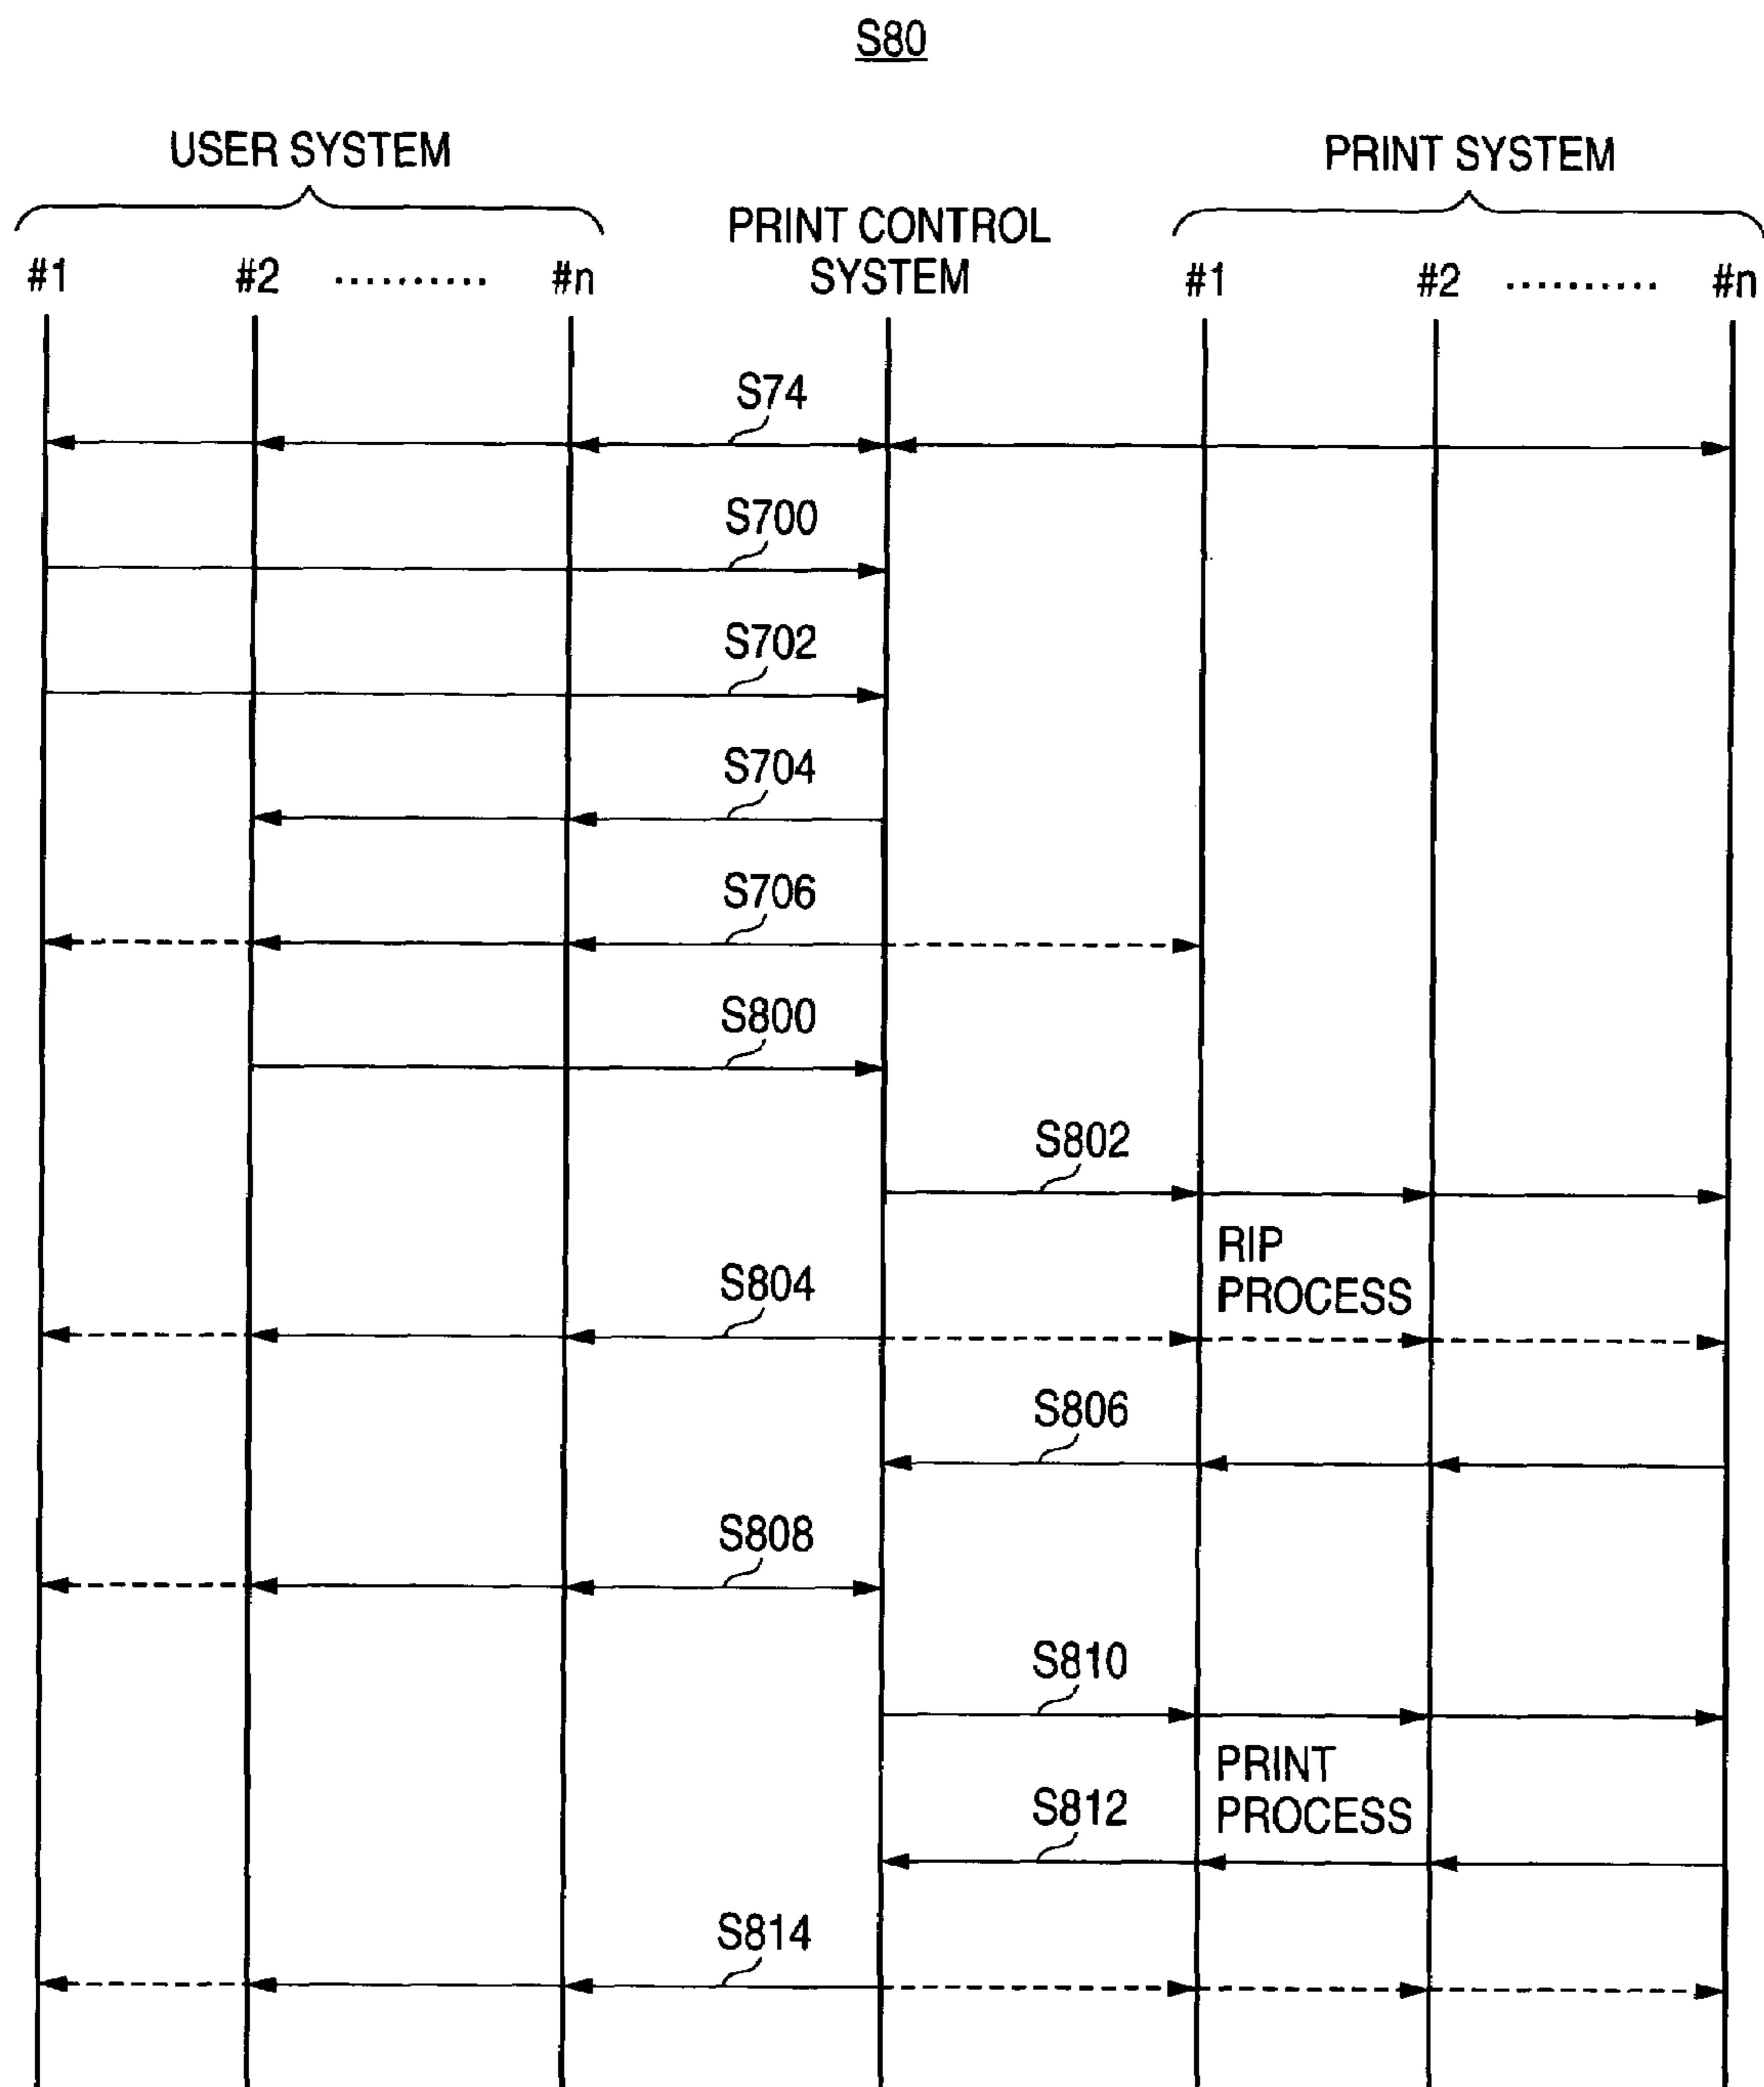 S80
USER SYSTEM
PRINT SYSTEM
PRINT CONTROL
SYSTEM
#1 #2 .......... #n
#1 #2 .......... #n
S74
S700
S702
S704
S706
S800
S802
RIP
PROCESS
S804
S806
S808
S810
PRINT
PROCESS
S812
S814